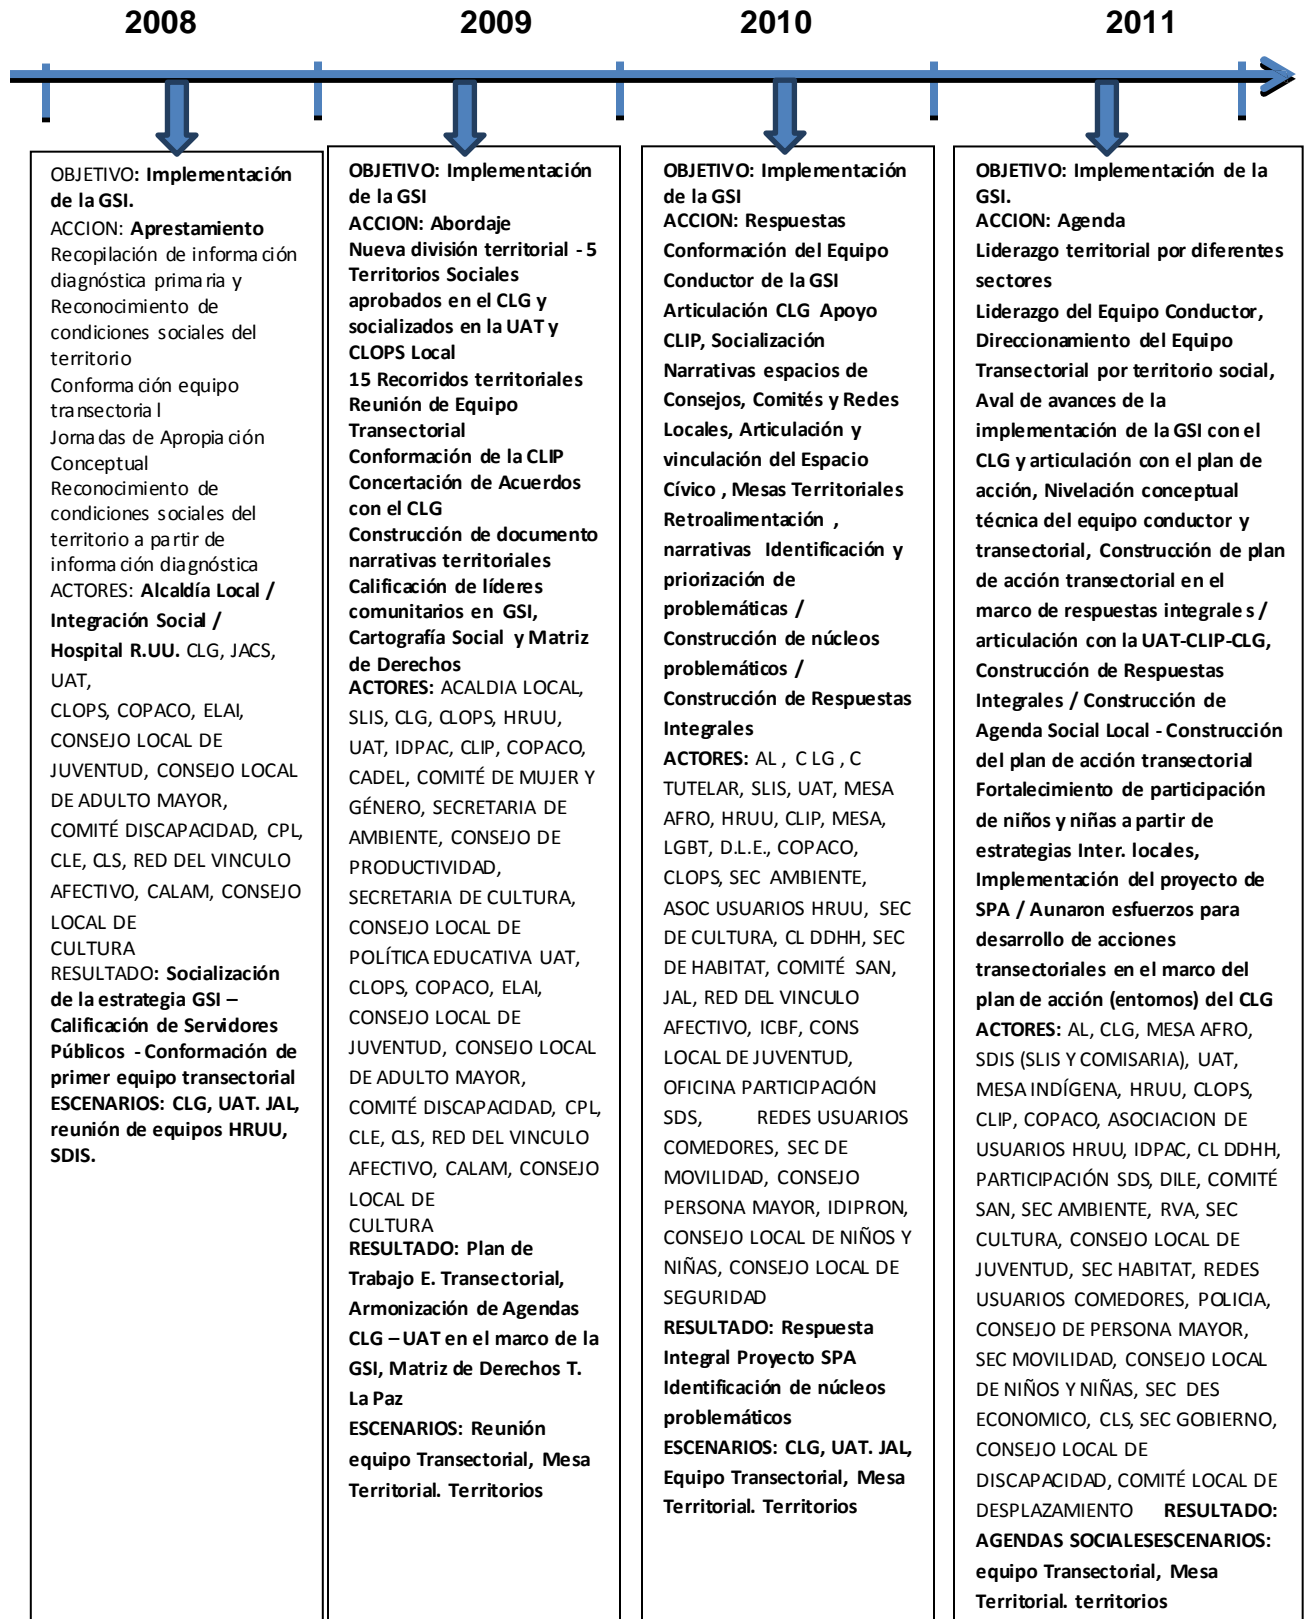 2008
2009
2010
2011
OBJETIVO: Implementación
de la GSI.
ACCION: Aprestamiento
Recopilación de información
diagnóstica primaria y
Reconocimiento de
condiciones sociales del
territorio
Conformación equipo
transectorial
Jornadas de Apropiación
Conceptual
Reconocimiento de
condiciones sociales del
territorio a partir de
información diagnóstica
ACTORES: Alcaldía Local /
Integración Social /
Hospital R.UU. CLG, JACS,
UAT,
CLOPS, COPACO, ELAI,
CONSEJO LOCAL DE
JUVENTUD, CONSEJO LOCAL
DE ADULTO MAYOR,
COMITÉ DISCAPACIDAD, CPL,
CLE, CLS, RED DEL VINCULO
AFECTIVO, CALAM, CONSEJO
LOCAL DE
CULTURA
RESULTADO: Socialización
de la estrategia GSI –
Calificación de Servidores
Públicos - Conformación de
primer equipo transectorial
ESCENARIOS: CLG, UAT. JAL,
reunión de equipos HRUU,
SDIS.
OBJETIVO: Implementación
de la GSI
ACCION: Abordaje
Nueva división territorial - 5
Territorios Sociales
aprobados en el CLG y
socializados en la UAT y
CLOPS Local
15 Recorridos territoriales
Reunión de Equipo
Transectorial
Conformación de la CLIP
Concertación de Acuerdos
con el CLG
Construcción de documento
narrativas territoriales
Calificación de líderes
comunitarios en GSI,
Cartografía Social y Matriz
de Derechos
ACTORES: ACALDIA LOCAL,
SLIS, CLG, CLOPS, HRUU,
UAT, IDPAC, CLIP, COPACO,
CADEL, COMITÉ DE MUJER Y
GÉNERO, SECRETARIA DE
AMBIENTE, CONSEJO DE
PRODUCTIVIDAD,
SECRETARIA DE CULTURA,
CONSEJO LOCAL DE
POLÍTICA EDUCATIVA UAT,
CLOPS, COPACO, ELAI,
CONSEJO LOCAL DE
JUVENTUD, CONSEJO LOCAL
DE ADULTO MAYOR,
COMITÉ DISCAPACIDAD, CPL,
CLE, CLS, RED DEL VINCULO
AFECTIVO, CALAM, CONSEJO
LOCAL DE
CULTURA
RESULTADO: Plan de
Trabajo E. Transectorial,
Armonización de Agendas
CLG – UAT en el marco de la
GSI, Matriz de Derechos T.
La Paz
ESCENARIOS: Reunión
equipo Transectorial, Mesa
Territorial. Territorios
OBJETIVO: Implementación
de la GSI
ACCION: Respuestas
Conformación del Equipo
Conductor de la GSI
Articulación CLG Apoyo
CLIP, Socialización
Narrativas espacios de
Consejos, Comités y Redes
Locales, Articulación y
vinculación del Espacio
Cívico , Mesas Territoriales
Retroalimentación ,
narrativas Identificación y
priorización de
problemáticas /
Construcción de núcleos
problemáticos /
Construcción de Respuestas
Integrales
ACTORES: AL , C LG , C
TUTELAR, SLIS, UAT, MESA
AFRO, HRUU, CLIP, MESA,
LGBT, D.L.E., COPACO,
CLOPS, SEC AMBIENTE,
ASOC USUARIOS HRUU, SEC
DE CULTURA, CL DDHH, SEC
DE HABITAT, COMITÉ SAN,
JAL, RED DEL VINCULO
AFECTIVO, ICBF, CONS
LOCAL DE JUVENTUD,
OFICINA PARTICIPACIÓN
SDS, REDES USUARIOS
COMEDORES, SEC DE
MOVILIDAD, CONSEJO
PERSONA MAYOR, IDIPRON,
CONSEJO LOCAL DE NIÑOS Y
NIÑAS, CONSEJO LOCAL DE
SEGURIDAD
RESULTADO: Respuesta
Integral Proyecto SPA
Identificación de núcleos
problemáticos
ESCENARIOS: CLG, UAT. JAL,
Equipo Transectorial, Mesa
Territorial. Territorios
OBJETIVO: Implementación de la
GSI.
ACCION: Agenda
Liderazgo territorial por diferentes
sectores
Liderazgo del Equipo Conductor,
Direccionamiento del Equipo
Transectorial por territorio social,
Aval de avances de la
implementación de la GSI con el
CLG y articulación con el plan de
acción, Nivelación conceptual
técnica del equipo conductor y
transectorial, Construcción de plan
de acción transectorial en el
marco de respuestas integrales /
articulación con la UAT-CLIP-CLG,
Construcción de Respuestas
Integrales / Construcción de
Agenda Social Local - Construcción
del plan de acción transectorial
Fortalecimiento de participación
de niños y niñas a partir de
estrategias Inter. locales,
Implementación del proyecto de
SPA / Aunaron esfuerzos para
desarrollo de acciones
transectoriales en el marco del
plan de acción (entornos) del CLG
ACTORES: AL, CLG, MESA AFRO,
SDIS (SLIS Y COMISARIA), UAT,
MESA INDÍGENA, HRUU, CLOPS,
CLIP, COPACO, ASOCIACION DE
USUARIOS HRUU, IDPAC, CL DDHH,
PARTICIPACIÓN SDS, DILE, COMITÉ
SAN, SEC AMBIENTE, RVA, SEC
CULTURA, CONSEJO LOCAL DE
JUVENTUD, SEC HABITAT, REDES
USUARIOS COMEDORES, POLICIA,
CONSEJO DE PERSONA MAYOR,
SEC MOVILIDAD, CONSEJO LOCAL
DE NIÑOS Y NIÑAS, SEC DES
ECONOMICO, CLS, SEC GOBIERNO,
CONSEJO LOCAL DE
DISCAPACIDAD, COMITÉ LOCAL DE
DESPLAZAMIENTO RESULTADO:
AGENDAS SOCIALESESCENARIOS:
equipo Transectorial, Mesa
Territorial. territorios